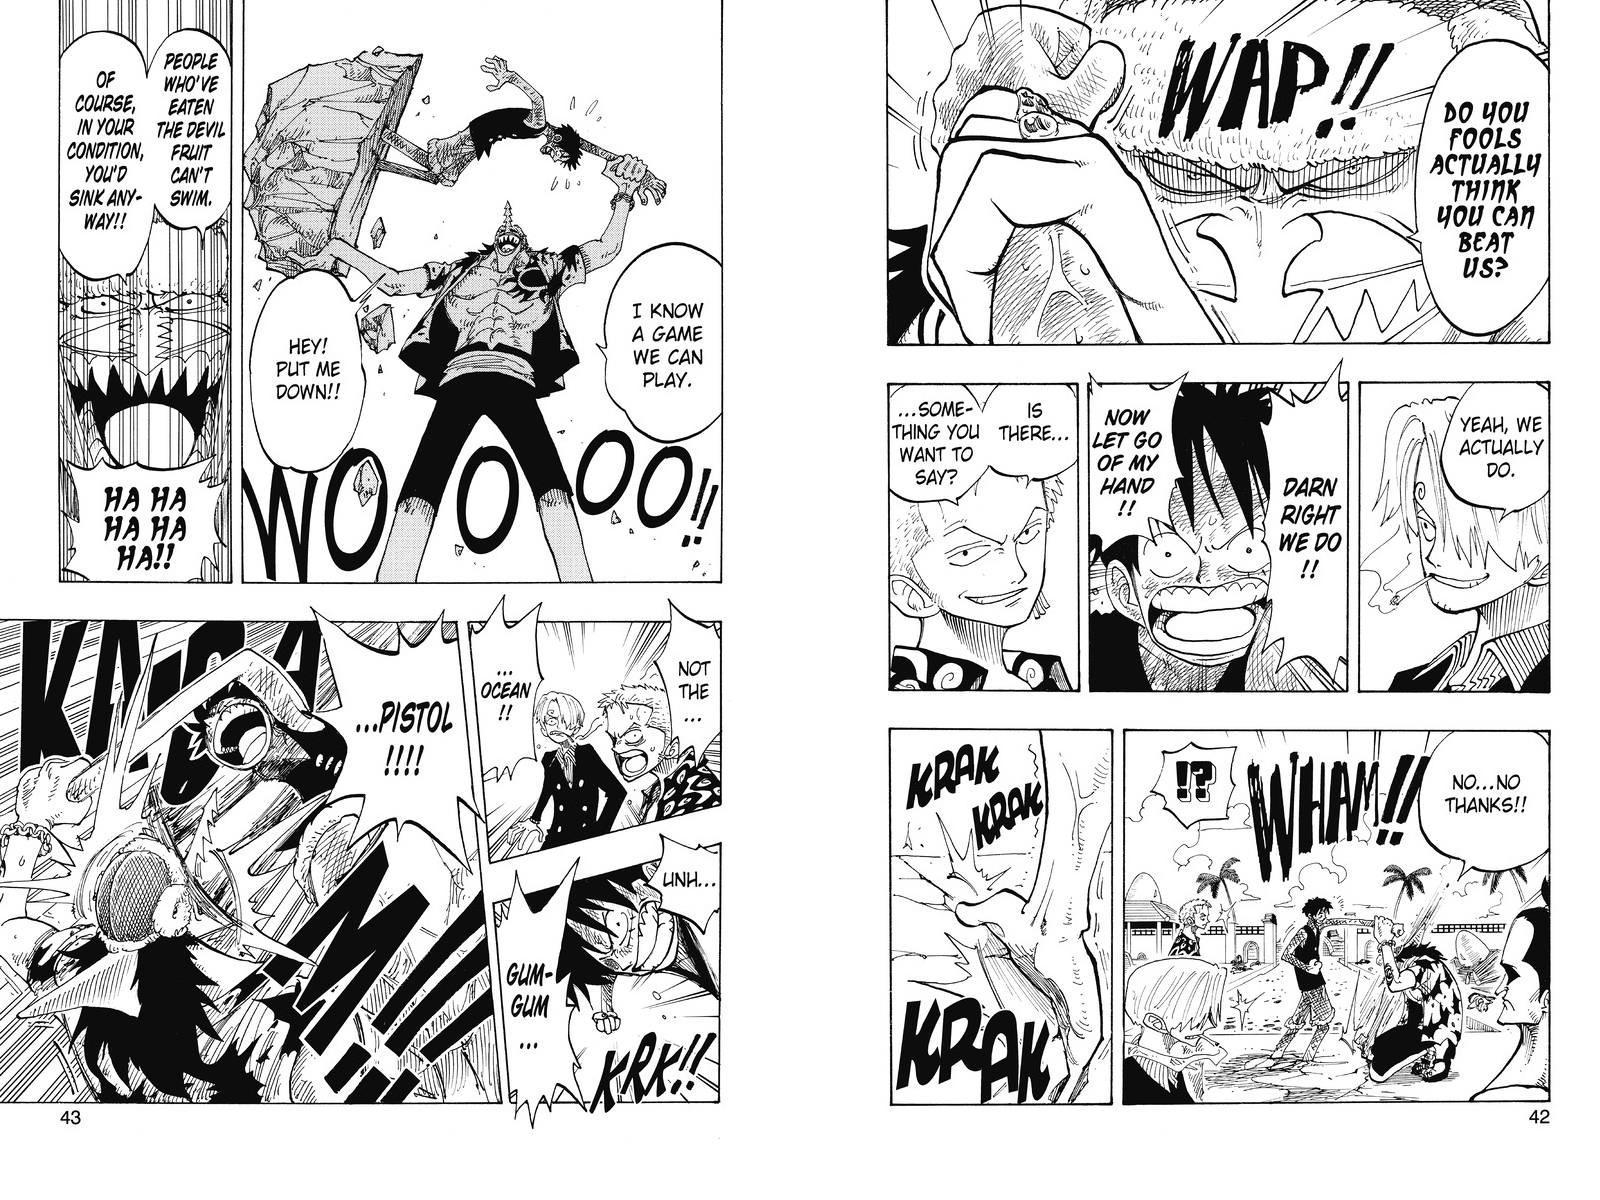 DO YOU
FOOLS
ACTUALLY
THINK
YOU CAN
BEAT
US?
WAP!!
YEAH, WE
ACTUALLY
DO.
DARN
RIGHT
WE DO
!!
NOW
LET GO
OF MY
HAND
!!
IS
THERE...
...SOME-
THING YOU
WANT TO
SAY?
NO...NO
THANKS!!
WHAM!!
!?
KRAK
KRAK
KRAK
42
I KNOW
A GAME
WE CAN
PLAY.
HEY!
PUT ME
DOWN!!
WOOOOO!!
PEOPLE
WHO'VE
EATEN
THE DEVIL
FRUIT
CAN'T
SWIM.
OF
COURSE,
IN YOUR
CONDITION,
YOU'D
SINK ANY-
WAY!!
HA HA
HA HA
HA!!
NOT
THE
...
...
OCEAN
!!
UNH...
GUM-
GUM
...
KRK!!
...PISTOL
!!!!
43